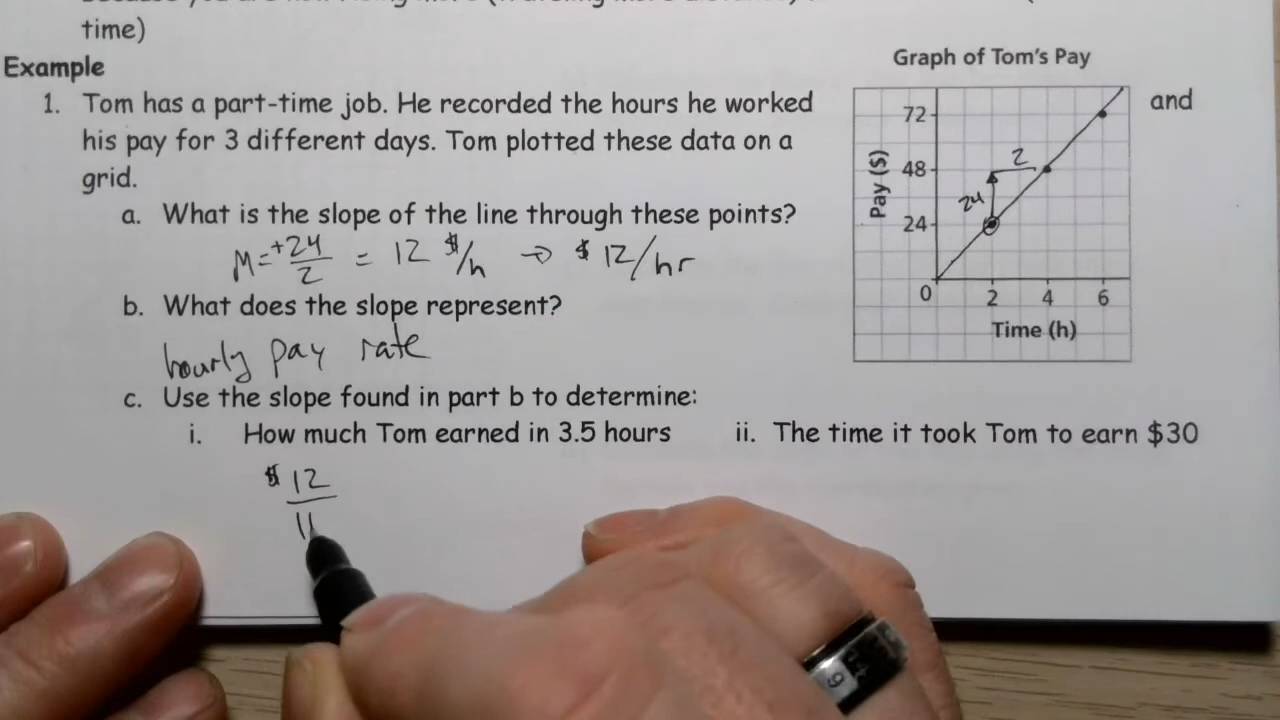 time)
Example
Graph of Tom's Pay
1. Tom has a part-time job. He recorded the hours he worked and
his pay for 3 different days. Tom plotted these data on a
grid.
a. What is the slope of the line through these points?
M = +24/2 = 12 $/h → $12/hr
b. What does the slope represent?
hourly pay rate
c. Use the slope found in part b to determine:
i. How much Tom earned in 3.5 hours
ii. The time it took Tom to earn $30
$ 12
Pay ($)
72
48
24
0
2 4 6
Time (h)
24
2